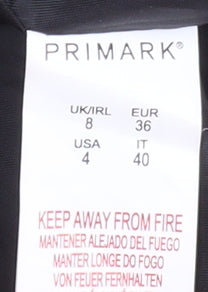 PRIMARK®
UK/IRL EUR
8 36
USA IT
4 40
KEEP AWAY FROM FIRE
MANTENER ALEJADO DEL FUEGO
MANTER LONGE DO FOGO
VON FEUER FERNHALTEN